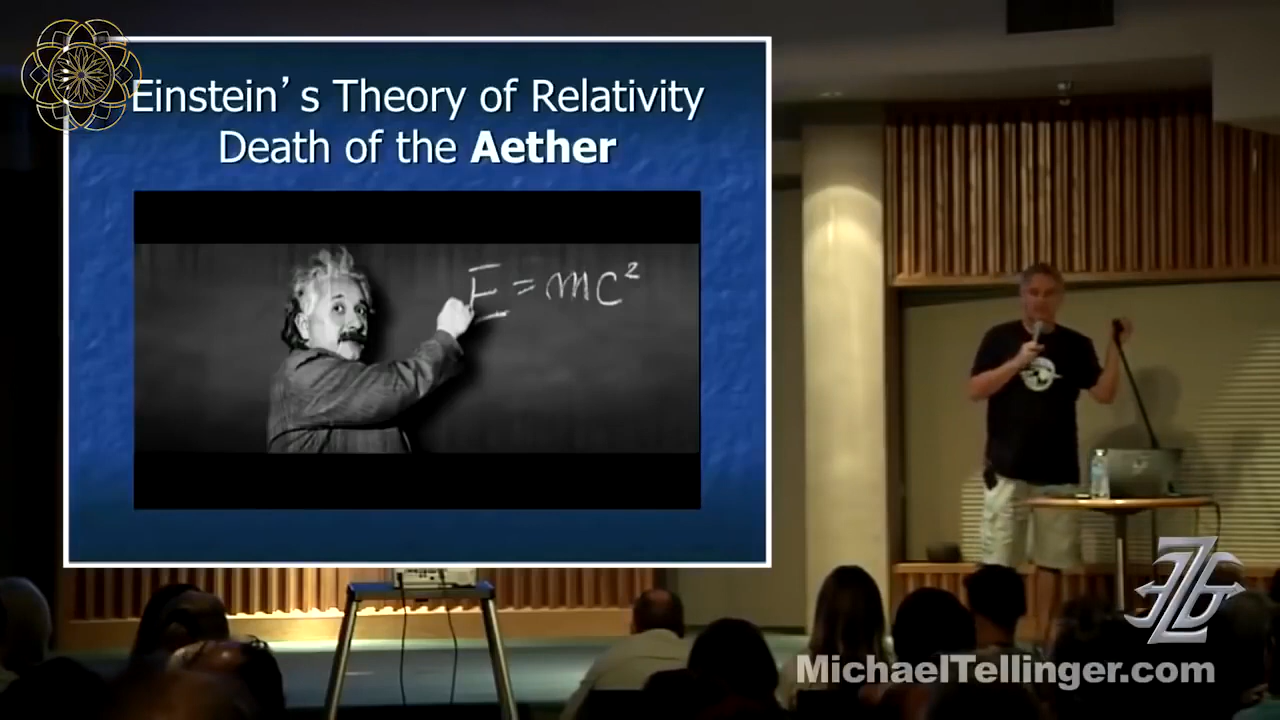 Einstein’s Theory of Relativity
Death of the Aether
E = mc²
MichaelTellinger.com